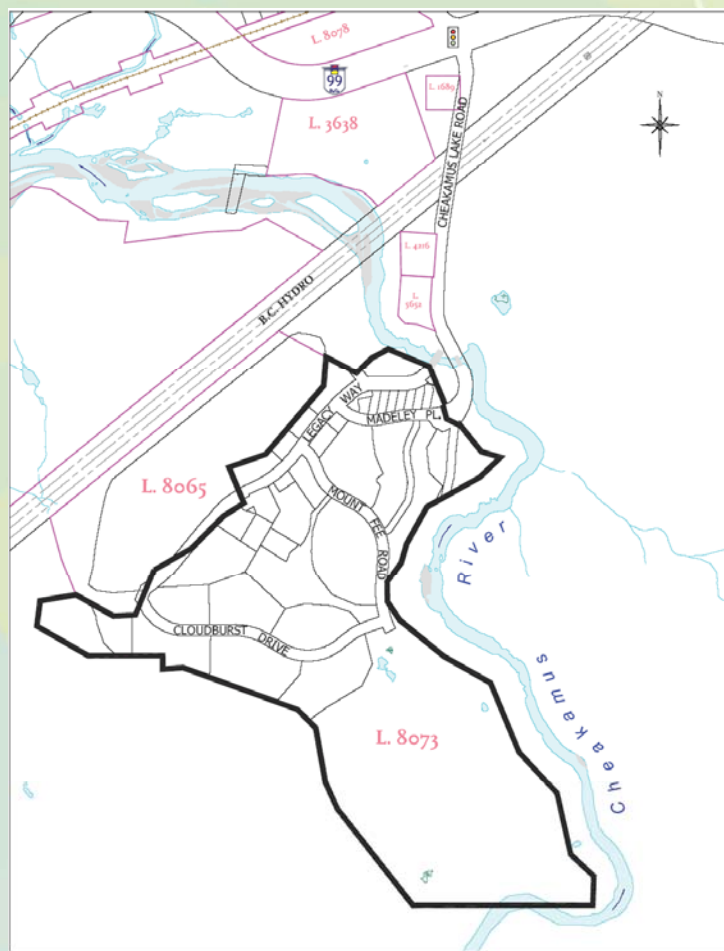 L. 8078
99
L. 1689
N
L. 3638
CHEAKAMUS LAKE ROAD
L. 4216
L.
5652
B.C. HYDRO
LEGACY WAY
MADELEY PL.
L. 8065
MOUNT FEE ROAD
River
CLOUDBURST DRIVE
Cheakamus
L. 8073